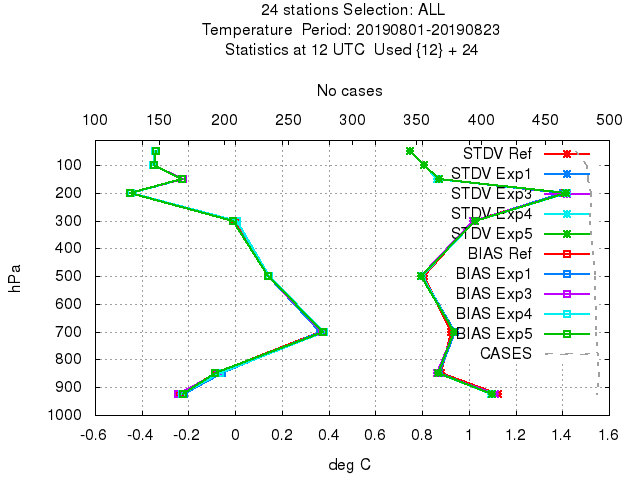 24 stations Selection: ALL
Temperature  Period: 20190801-20190823
Statistics at 12 UTC  Used {12} + 24
No cases
100 150 200 250 300 350 400 450 500
100
200
300
400
500
600
700
800
900
1000
hPa
STDV Ref
STDV Exp1
STDV Exp3
STDV Exp4
STDV Exp5
BIAS Ref
BIAS Exp1
BIAS Exp3
BIAS Exp4
BIAS Exp5
CASES
-0.6 -0.4 -0.2 0 0.2 0.4 0.6 0.8 1 1.2 1.4 1.6
deg C